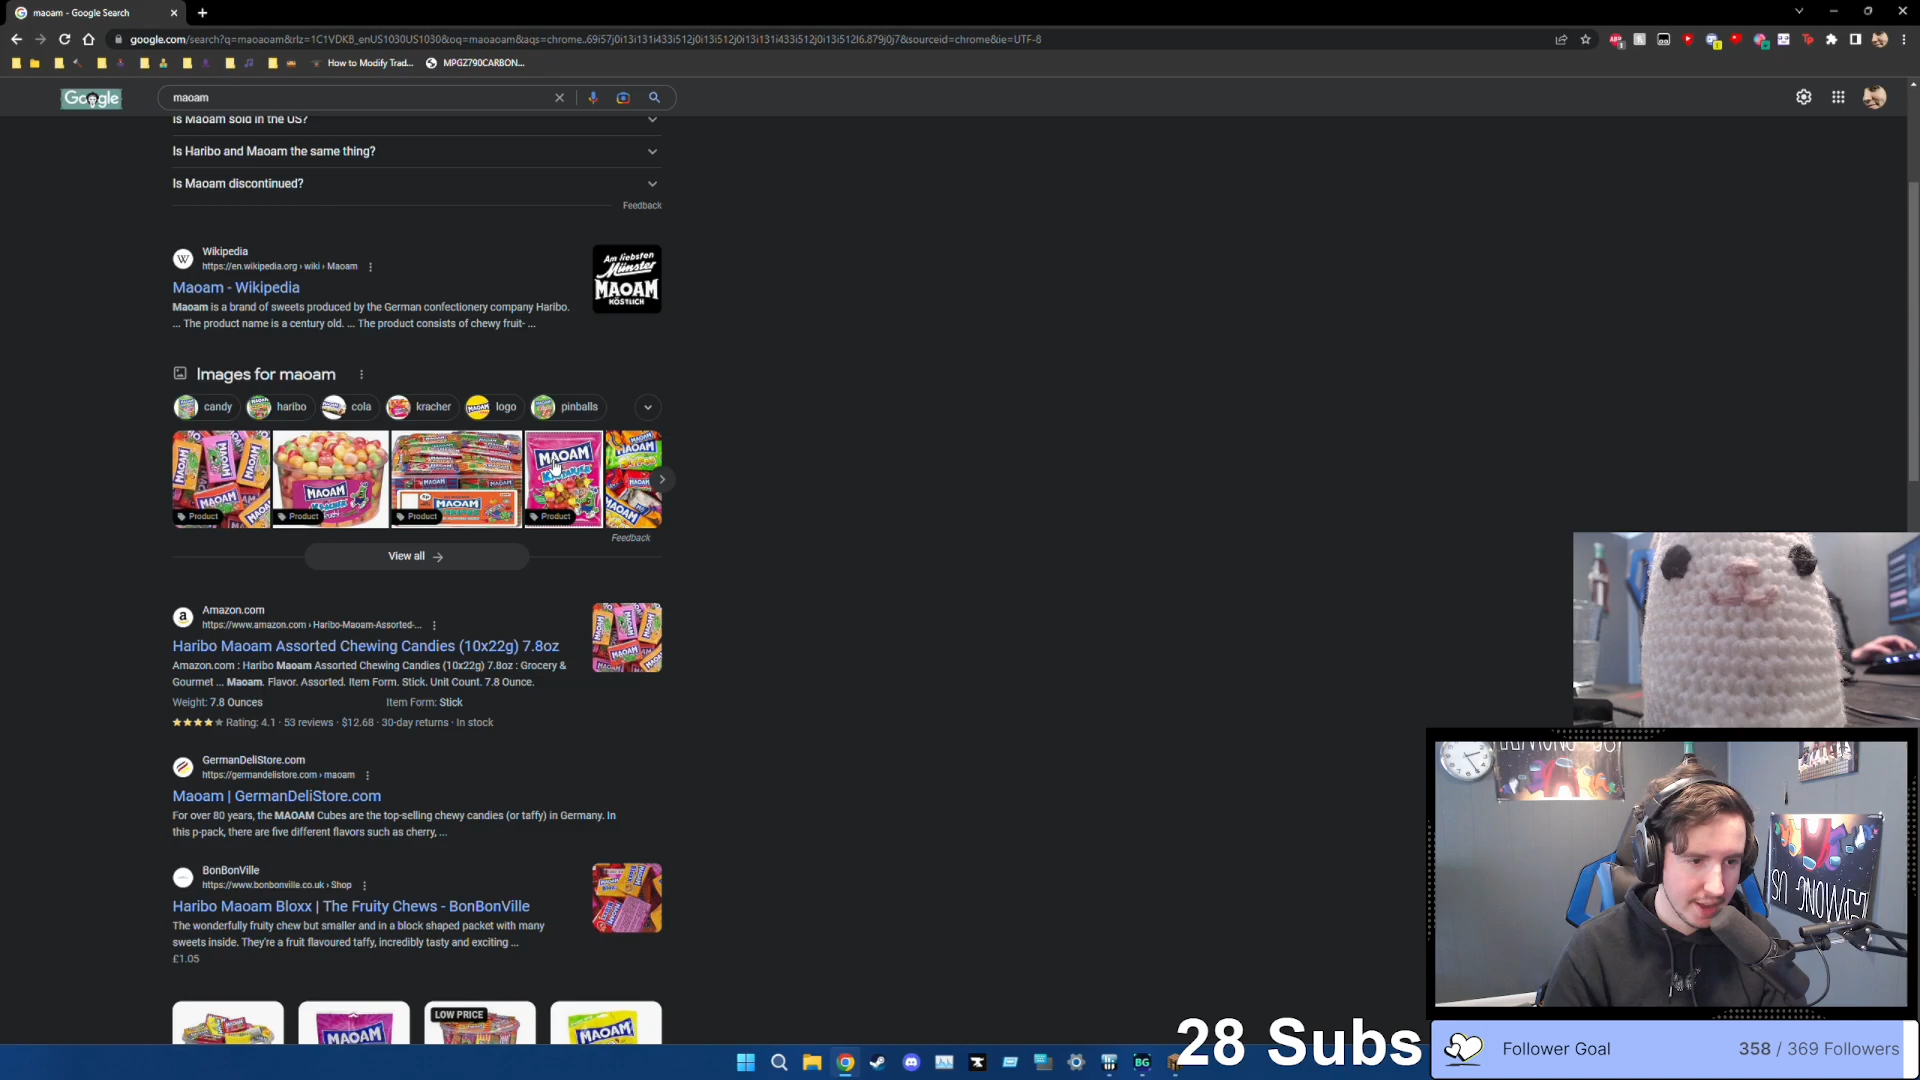 maoam - Google Search
google.com/search?q=maoaoam&rlz=1C1VDKB_enUS1030US1030&oq=maoaoam&aqs=chrome..69i57j0i13i131i433i512j0i13i512j0i13i131i433i512j0i13i512l6.879j0j7&sourceid=chrome&ie=UTF-8
How to Modify Trad...
MPGZ790CARBON...
Google
maoam
Is Maoam sold in the US?
Is Haribo and Maoam the same thing?
Is Maoam discontinued?
Feedback
Wikipedia
https://en.wikipedia.org › wiki › Maoam
Maoam - Wikipedia
Maoam is a brand of sweets produced by the German confectionery company Haribo.
... The product name is a century old. ... The product consists of chewy fruit- ...
Am liebsten
Münster
MAOAM
KÖSTLICH
Images for maoam
candy
haribo
cola
kracher
logo
pinballs
MAOAM
MAOAM
MAOAM
MAOAM
MAOAM
Product
Product
Product
Product
Feedback
View all
Amazon.com
https://www.amazon.com › Haribo-Maoam-Assorted-...
Haribo Maoam Assorted Chewing Candies (10x22g) 7.8oz
Amazon.com : Haribo Maoam Assorted Chewing Candies (10x22g) 7.8oz : Grocery &
Gourmet ... Maoam. Flavor. Assorted. Item Form. Stick. Unit Count. 7.8 Ounce.
Weight: 7.8 Ounces
Item Form: Stick
Rating: 4.1 · 53 reviews · $12.68 · 30-day returns · In stock
GermanDeliStore.com
https://germandelistore.com › maoam
Maoam | GermanDeliStore.com
For over 80 years, the MAOAM Cubes are the top-selling chewy candies (or taffy) in Germany. In
this p-pack, there are five different flavors such as cherry, ...
BonBonVille
https://www.bonbonville.co.uk › Shop
Haribo Maoam Bloxx | The Fruity Chews - BonBonVille
The wonderfully fruity chew but smaller and in a block shaped packet with many
sweets inside. They're a fruit flavoured taffy, incredibly tasty and exciting ...
£1.05
MAOAM
LOW PRICE
MAOAM
AMONG US
28 Subs
Follower Goal
358 / 369 Followers